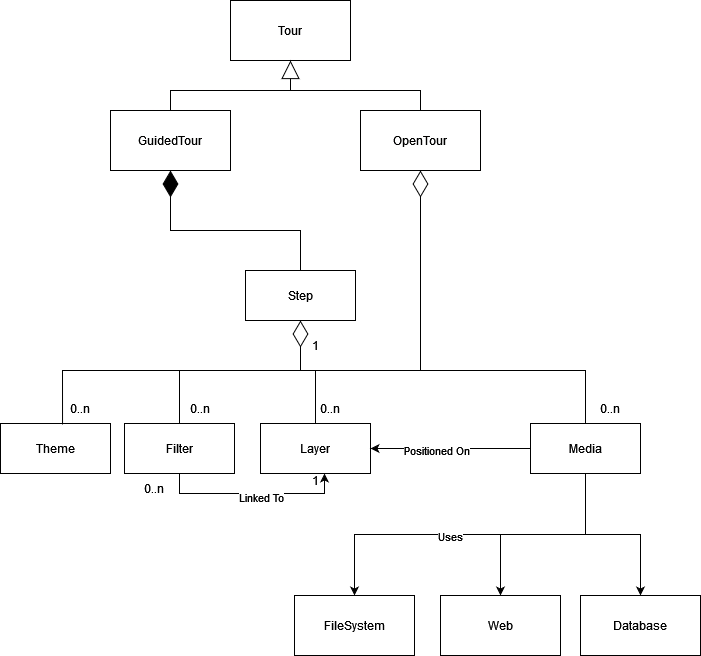 Tour
GuidedTour
OpenTour
Step
1
0..n
0..n
0..n
0..n
Theme
Filter
Layer
Positioned On
Media
0..n
1
Linked To
Uses
FileSystem
Web
Database